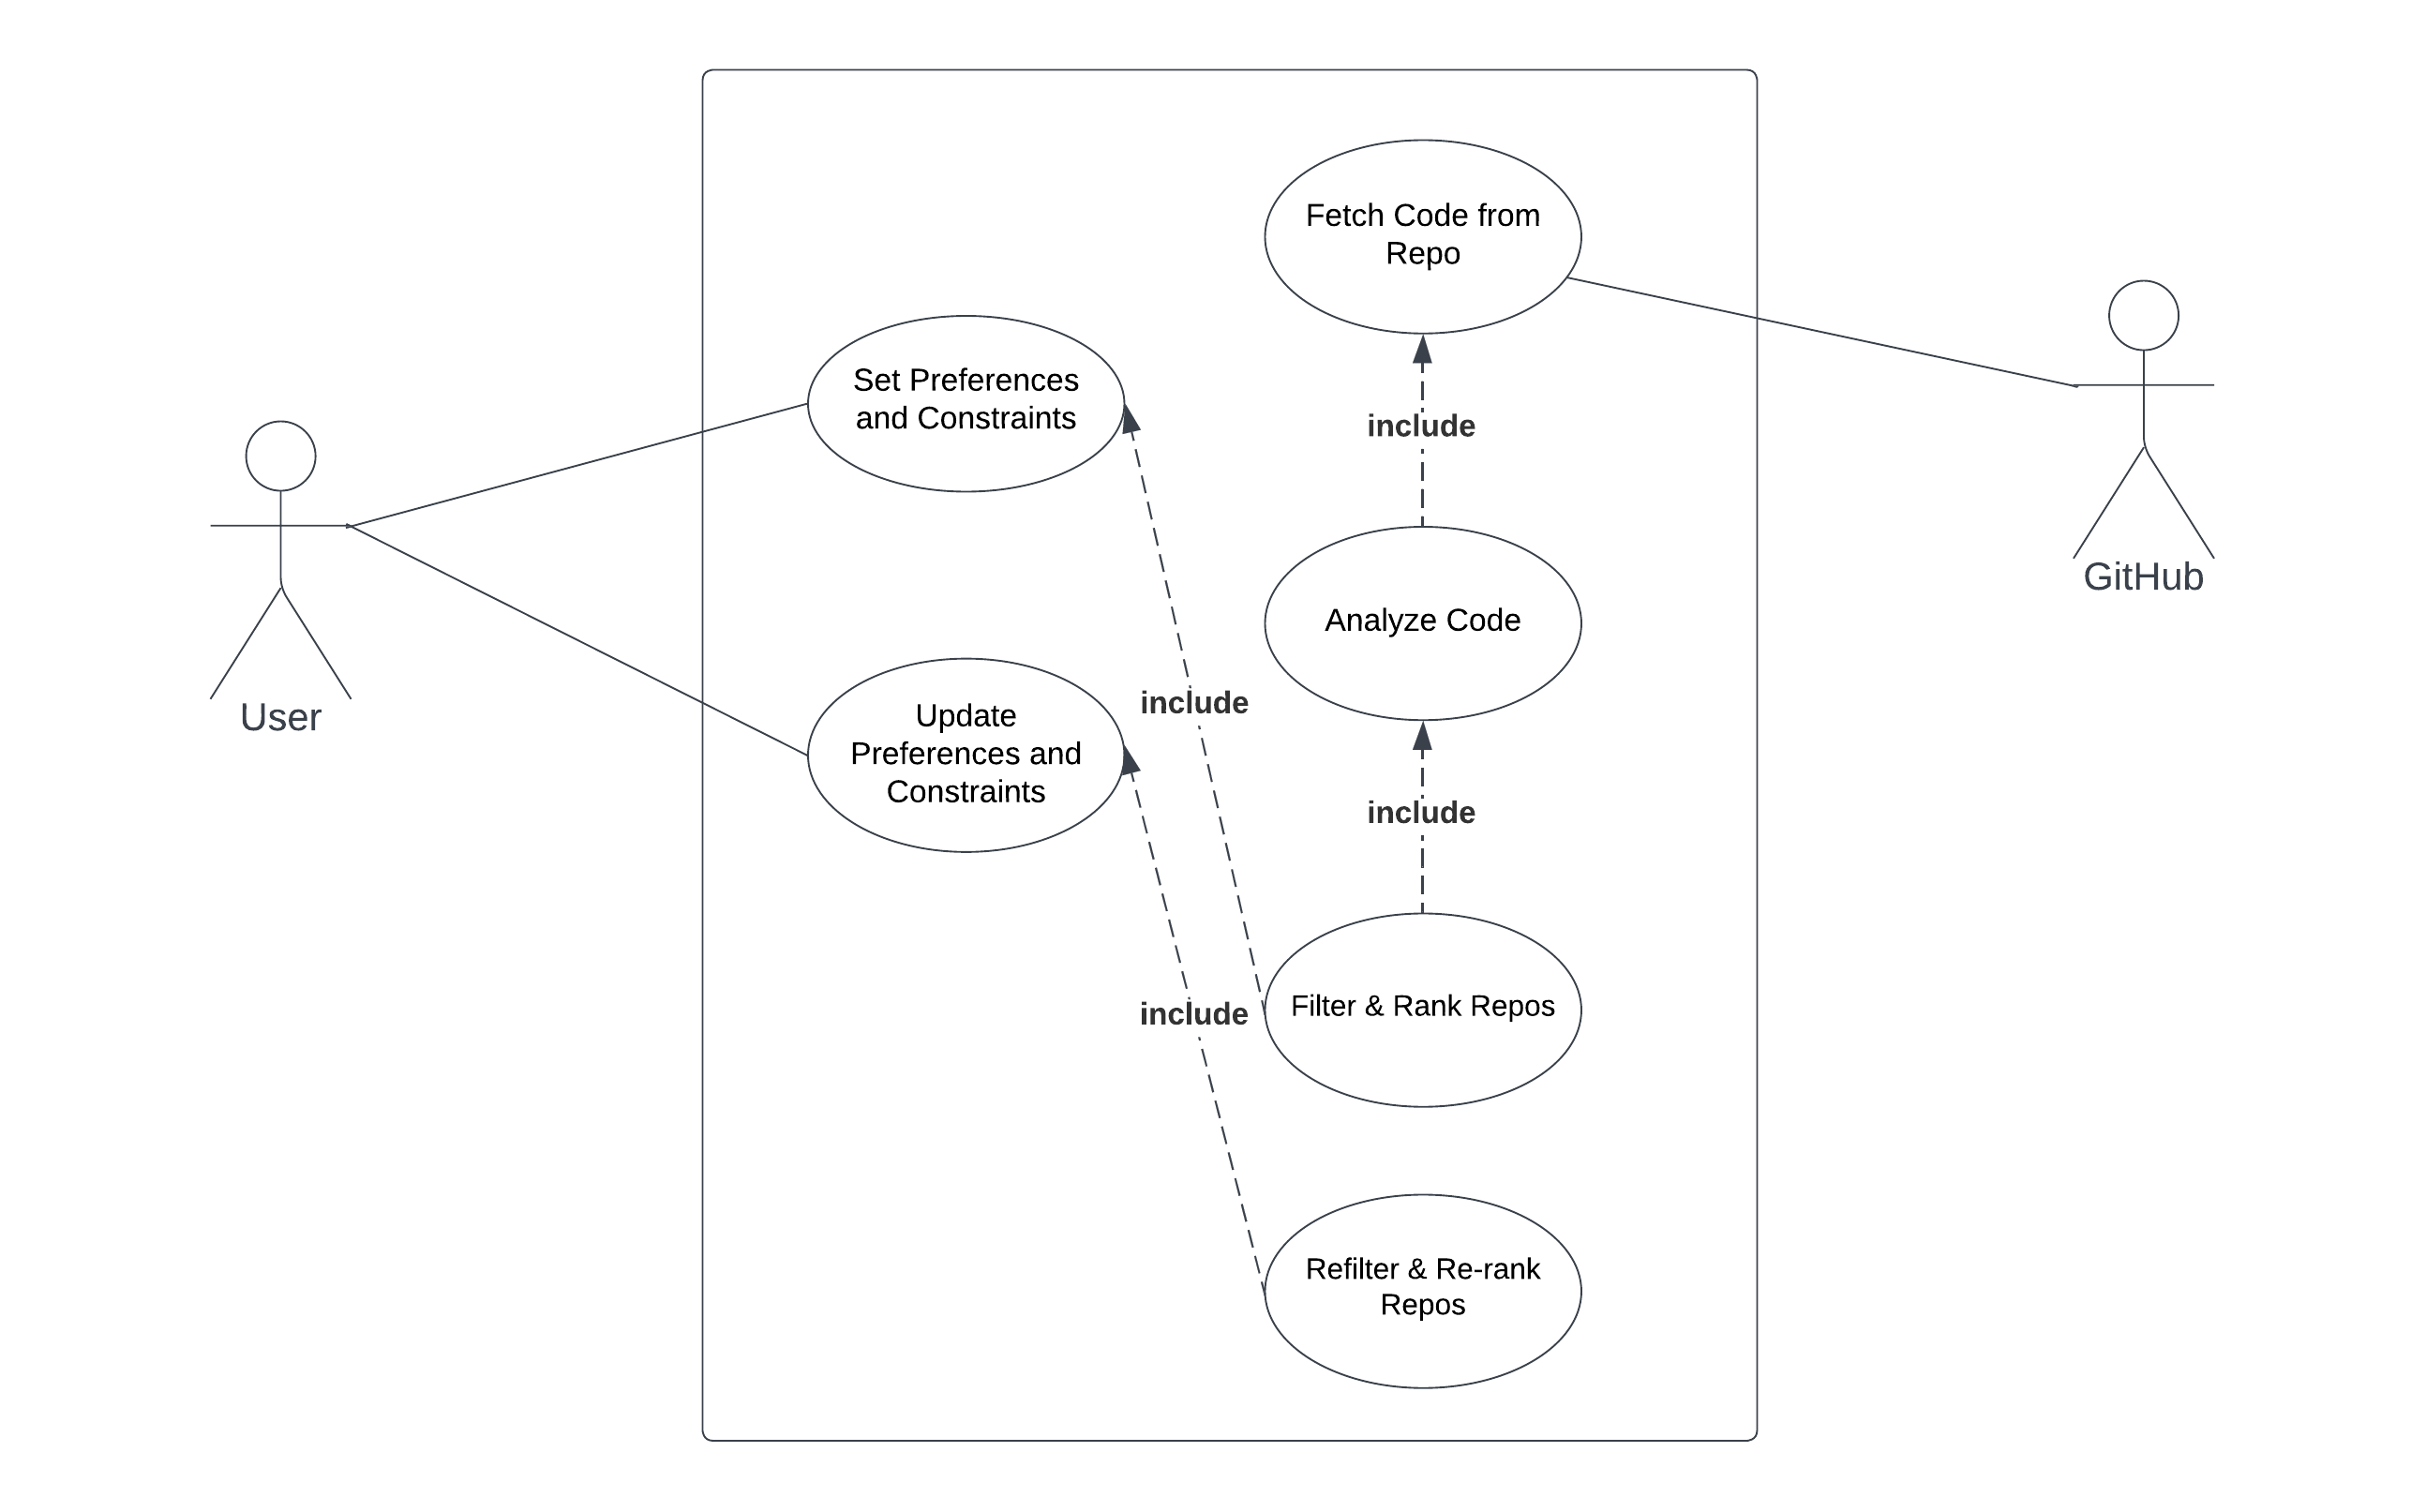 Fetch Code from
Repo
Set Preferences
and Constraints
include
GitHub
Analyze Code
User
Update
Preferences and
Constraints
include
include
Filter & Rank Repos
include
Refilter & Re-rank
Repos